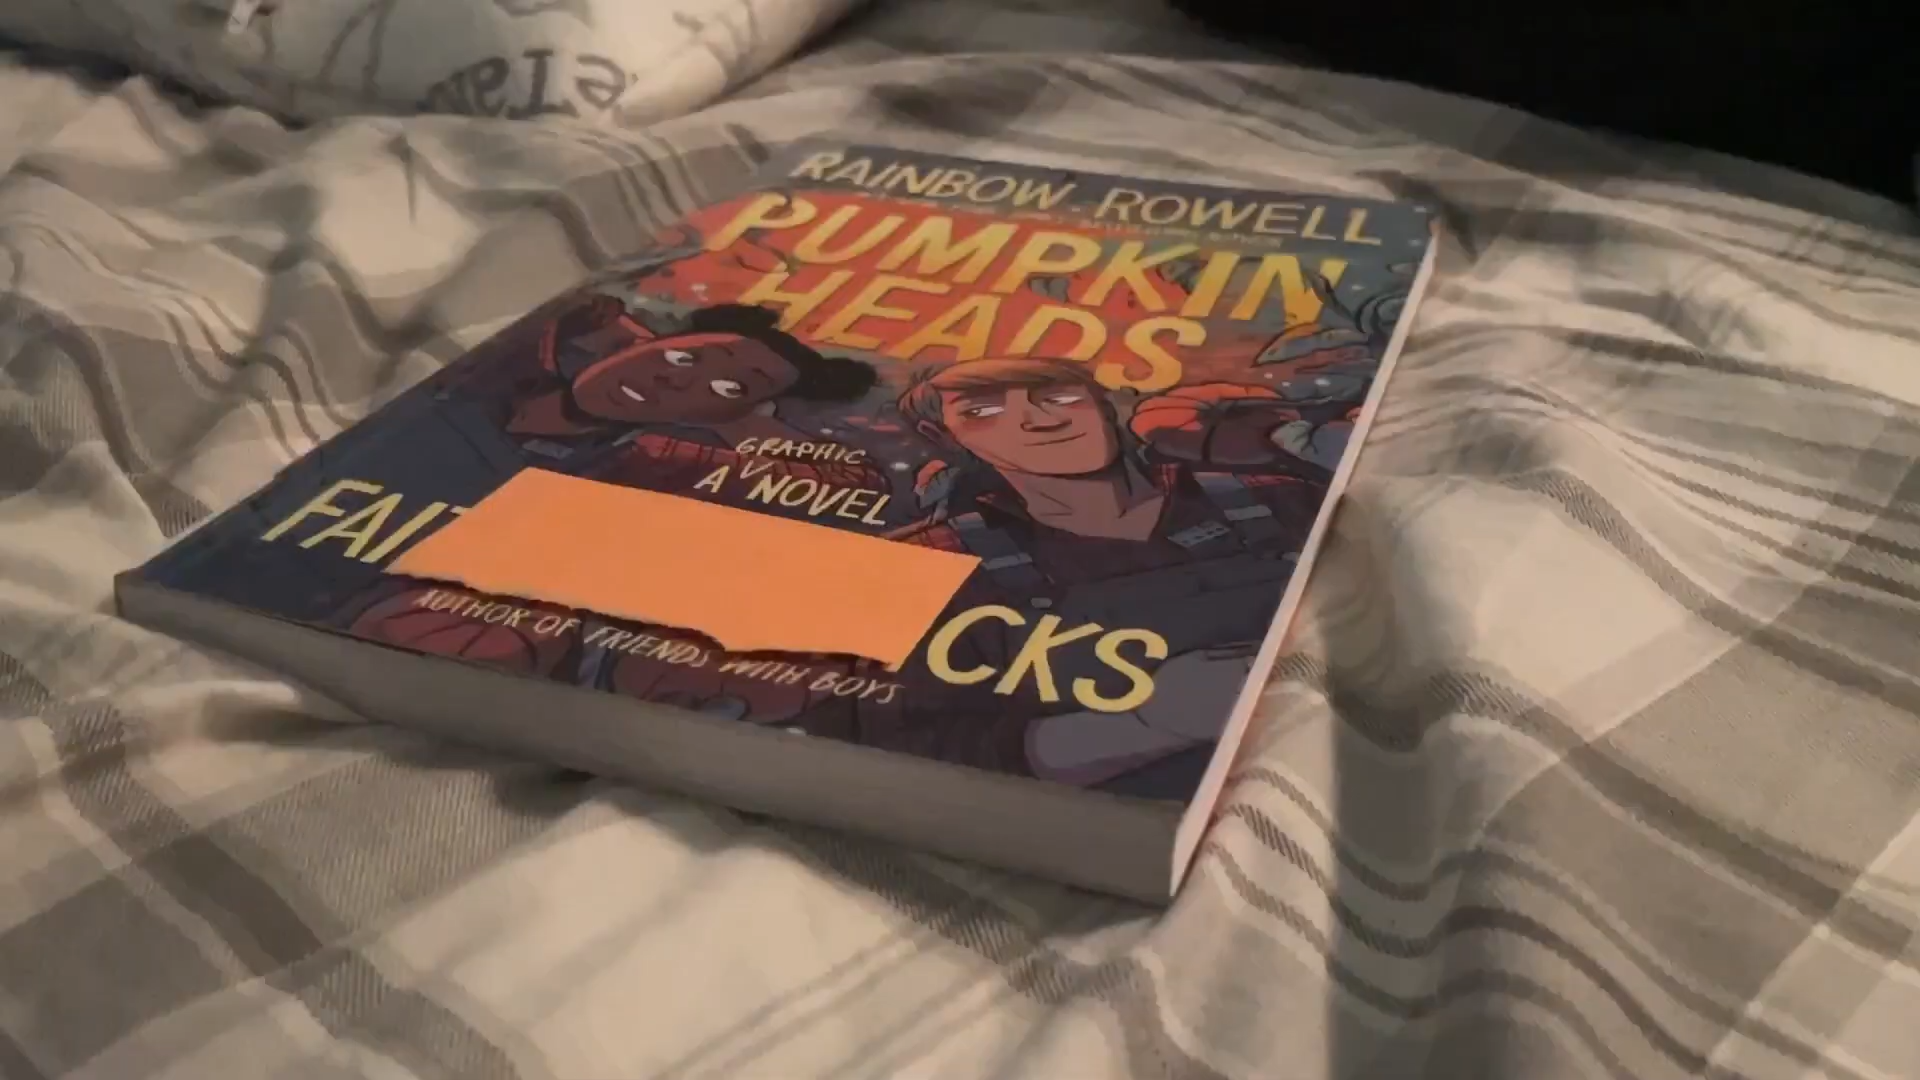 RAINBOW ROWELL
PUMPKIN
HEADS
GRAPHIC
A NOVEL
FAI CKS
AUTHOR OF FRIENDS WITH BOYS